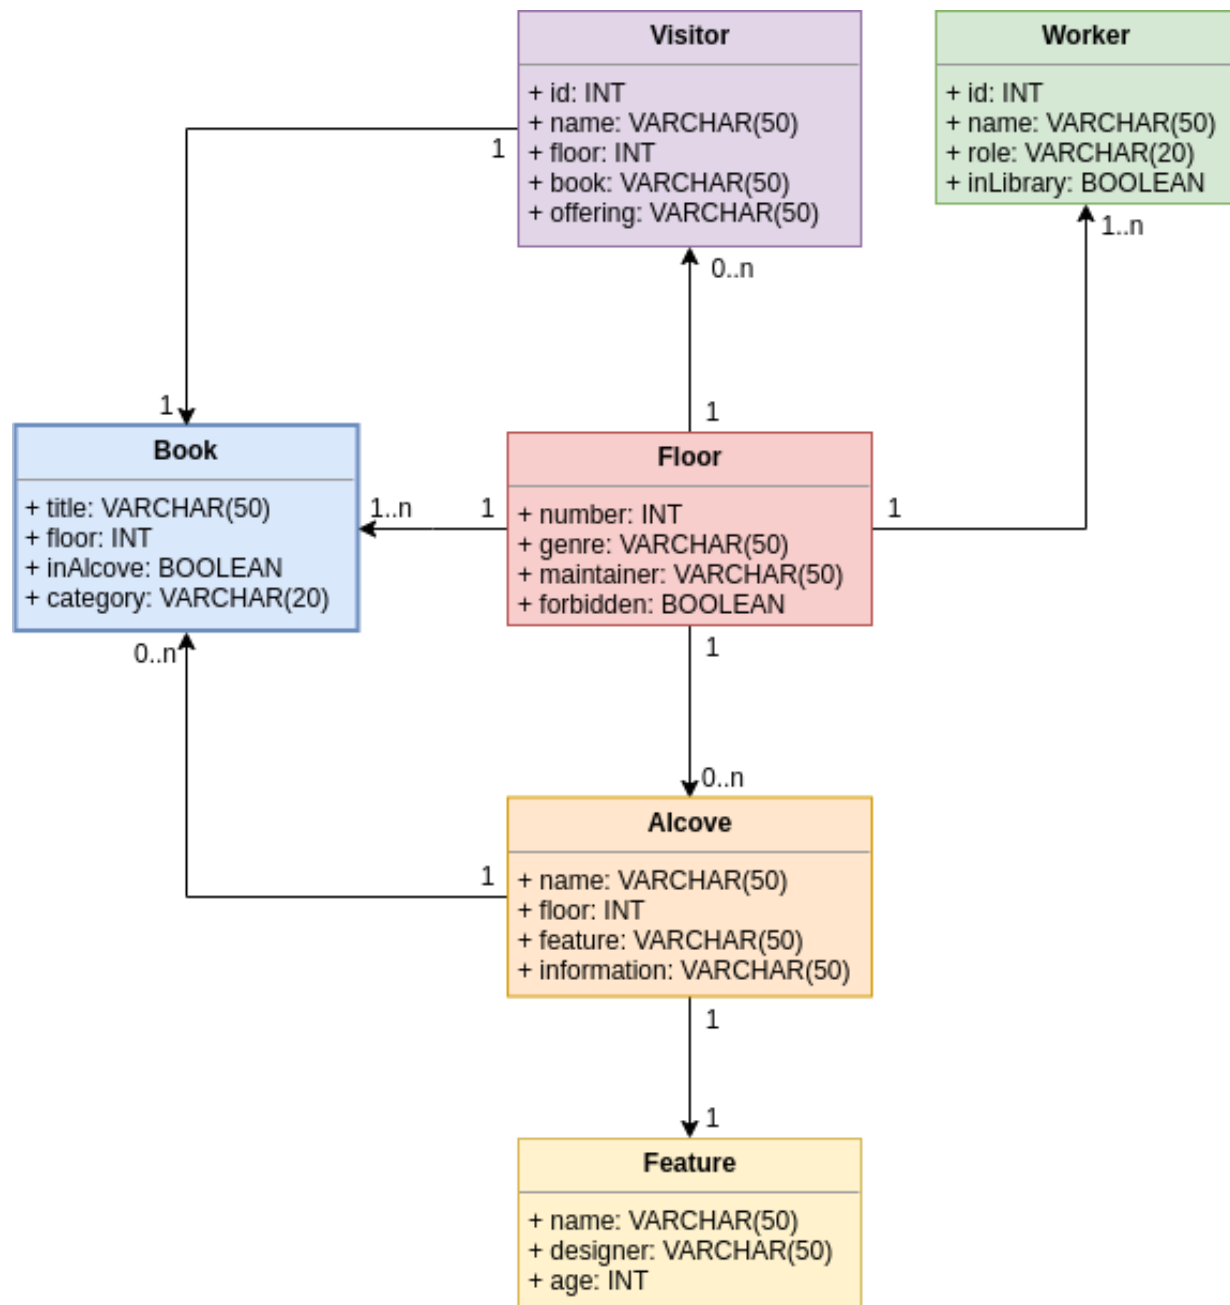 Visitor
+ id: INT
+ name: VARCHAR(50)
+ floor: INT
+ book: VARCHAR(50)
+ offering: VARCHAR(50)
Worker
+ id: INT
+ name: VARCHAR(50)
+ role: VARCHAR(20)
+ inLibrary: BOOLEAN
1
0..n
1..n
1
1
Book
+ title: VARCHAR(50)
+ floor: INT
+ inAlcove: BOOLEAN
+ category: VARCHAR(20)
1..n
1
Floor
+ number: INT
+ genre: VARCHAR(50)
+ maintainer: VARCHAR(50)
+ forbidden: BOOLEAN
1
0..n
1
0..n
1
Alcove
+ name: VARCHAR(50)
+ floor: INT
+ feature: VARCHAR(50)
+ information: VARCHAR(50)
1
1
Feature
+ name: VARCHAR(50)
+ designer: VARCHAR(50)
+ age: INT